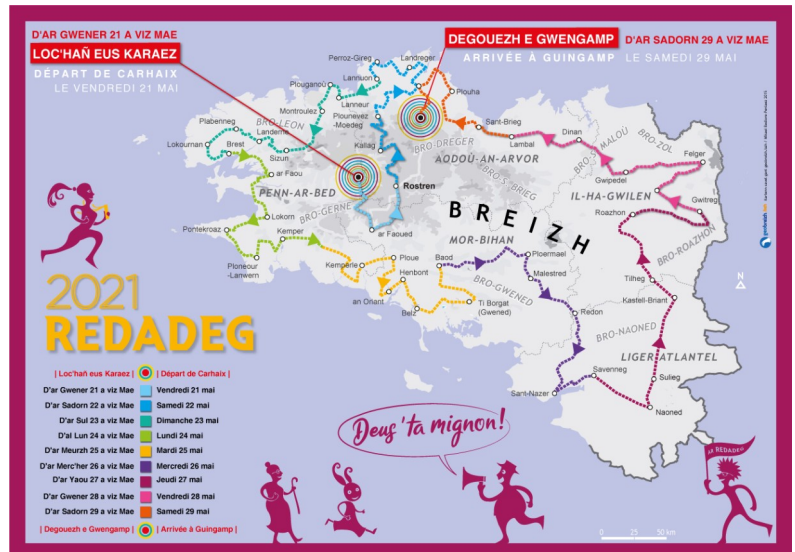 D'AR GWENER 21 A VIZ MAE
LOC'HAÑ EUS KARAEZ
DÉPART DE CARHAIX
LE VENDREDI 21 MAI
DEGOUEZH E GWENGAMP
D'AR SADORN 29 A VIZ MAE
ARRIVÉE À GUINGAMP
LE SAMEDI 29 MAI
Perroz-Gireg
Landreger
Lannuon
Plouganoù
Lanneur
Plouha
Montroulez
Plounevez-
Moedeg
Plabenneg
BRO-LEON
Landerne
Sant-Brieg
Lambal
Dinan
BRO-ZOL
Lokournan
Brest
Sizun
Kallag
BRO-DREGER
AODOÙ-AN-ARVOR
BRO-S. MALOÙ
Felger
ar Faou
Gwipedel
PENN-AR-BED
Rostren
BRO-S. BRIEG
IL-HA-GWILEN
Gwitreg
BRO-GERNE
Lokorn
Roazhon
BREIZH
Pontekroaz
Kemper
ar Faoued
MOR-BIHAN
BRO-ROAZHON
Ploneour
-Lanwern
Kemperle
Ploue
Baod
Ploermael
Malestred
Henbont
BRO-GWENED
Tilheg
an Oriant
Belz
Ti Borgat
(Gwened)
Redon
Kastell-Briant
BRO-NAONED
LIGER-ATLANTEL
Savenneg
Sulieg
Sant-Nazer
Naoned
N
2021
REDADEG
| Loc'hañ eus Karaez |
| Départ de Carhaix |
D'ar Gwener 21 a viz Mae Vendredi 21 mai
D'ar Sadorn 22 a viz Mae Samedi 22 mai
D'ar Sul 23 a viz Mae Dimanche 23 mai
D'al Lun 24 a viz Mae Lundi 24 mai
D'ar Meurzh 25 a viz Mae Mardi 25 mai
D'ar Merc'her 26 a viz Mae Mercredi 26 mai
D'ar Yaou 27 a viz Mae Jeudi 27 mai
D'ar Gwener 28 a viz Mae Vendredi 28 mai
D'ar Sadorn 29 a viz Mae Samedi 29 mai
| Degouezh e Gwengamp |
| Arrivée à Guingamp |
Deus 'ta mignon!
AR REDADEG
0 25 50 km